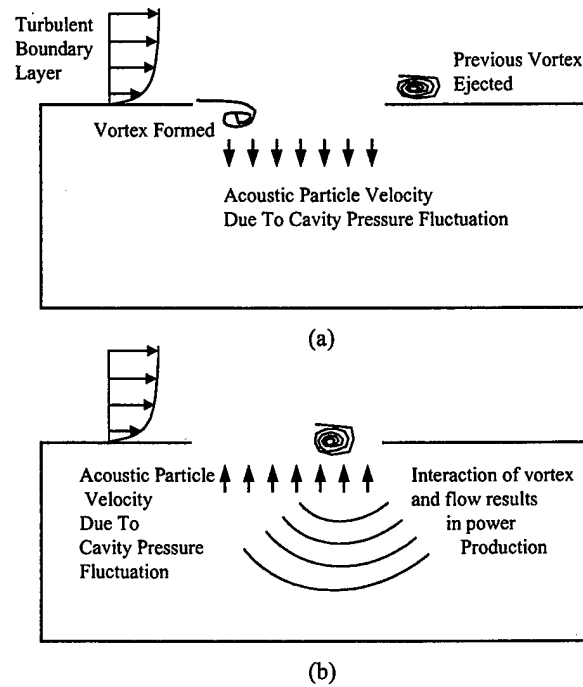 Turbulent
Boundary
Layer
Previous Vortex
Ejected
Vortex Formed
Acoustic Particle Velocity
Due To Cavity Pressure Fluctuation
(a)
Acoustic Particle
Velocity
Due To
Cavity Pressure
Fluctuation
Interaction of vortex
and flow results
in power
Production
(b)